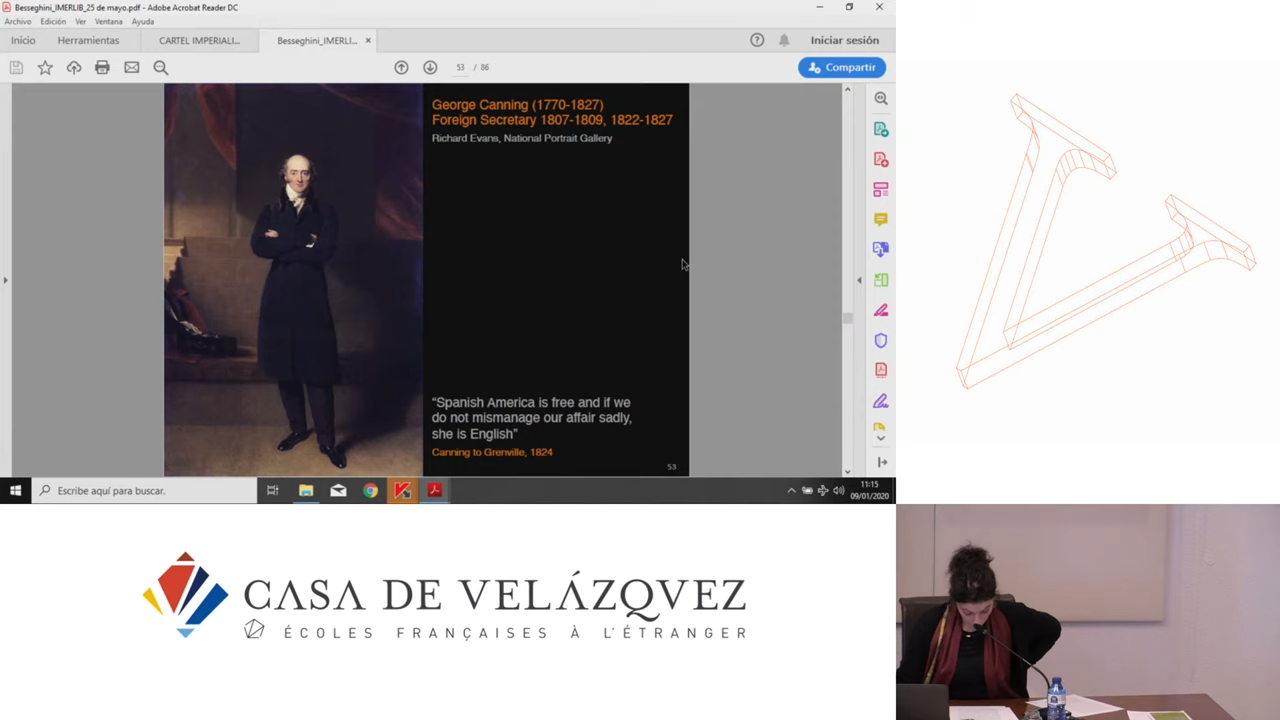 Besseghini_IMERLIB_25 de mayo.pdf - Adobe Acrobat Reader DC
Archivo Edición Ver Ventana Ayuda
Inicio Herramientas CARTEL IMPERIALI... Besseghini_IMERLI... × Iniciar sesión
53 / 86 Compartir
George Canning (1770-1827)
Foreign Secretary 1807-1809, 1822-1827
Richard Evans, National Portrait Gallery
“Spanish America is free and if we
do not mismanage our affair sadly,
she is English”
Canning to Grenville, 1824
53
Escribe aquí para buscar.
11:15
09/01/2020
CASA DE VELÁZQVEZ
ÉCOLES FRANÇAISES À L'ÉTRANGER